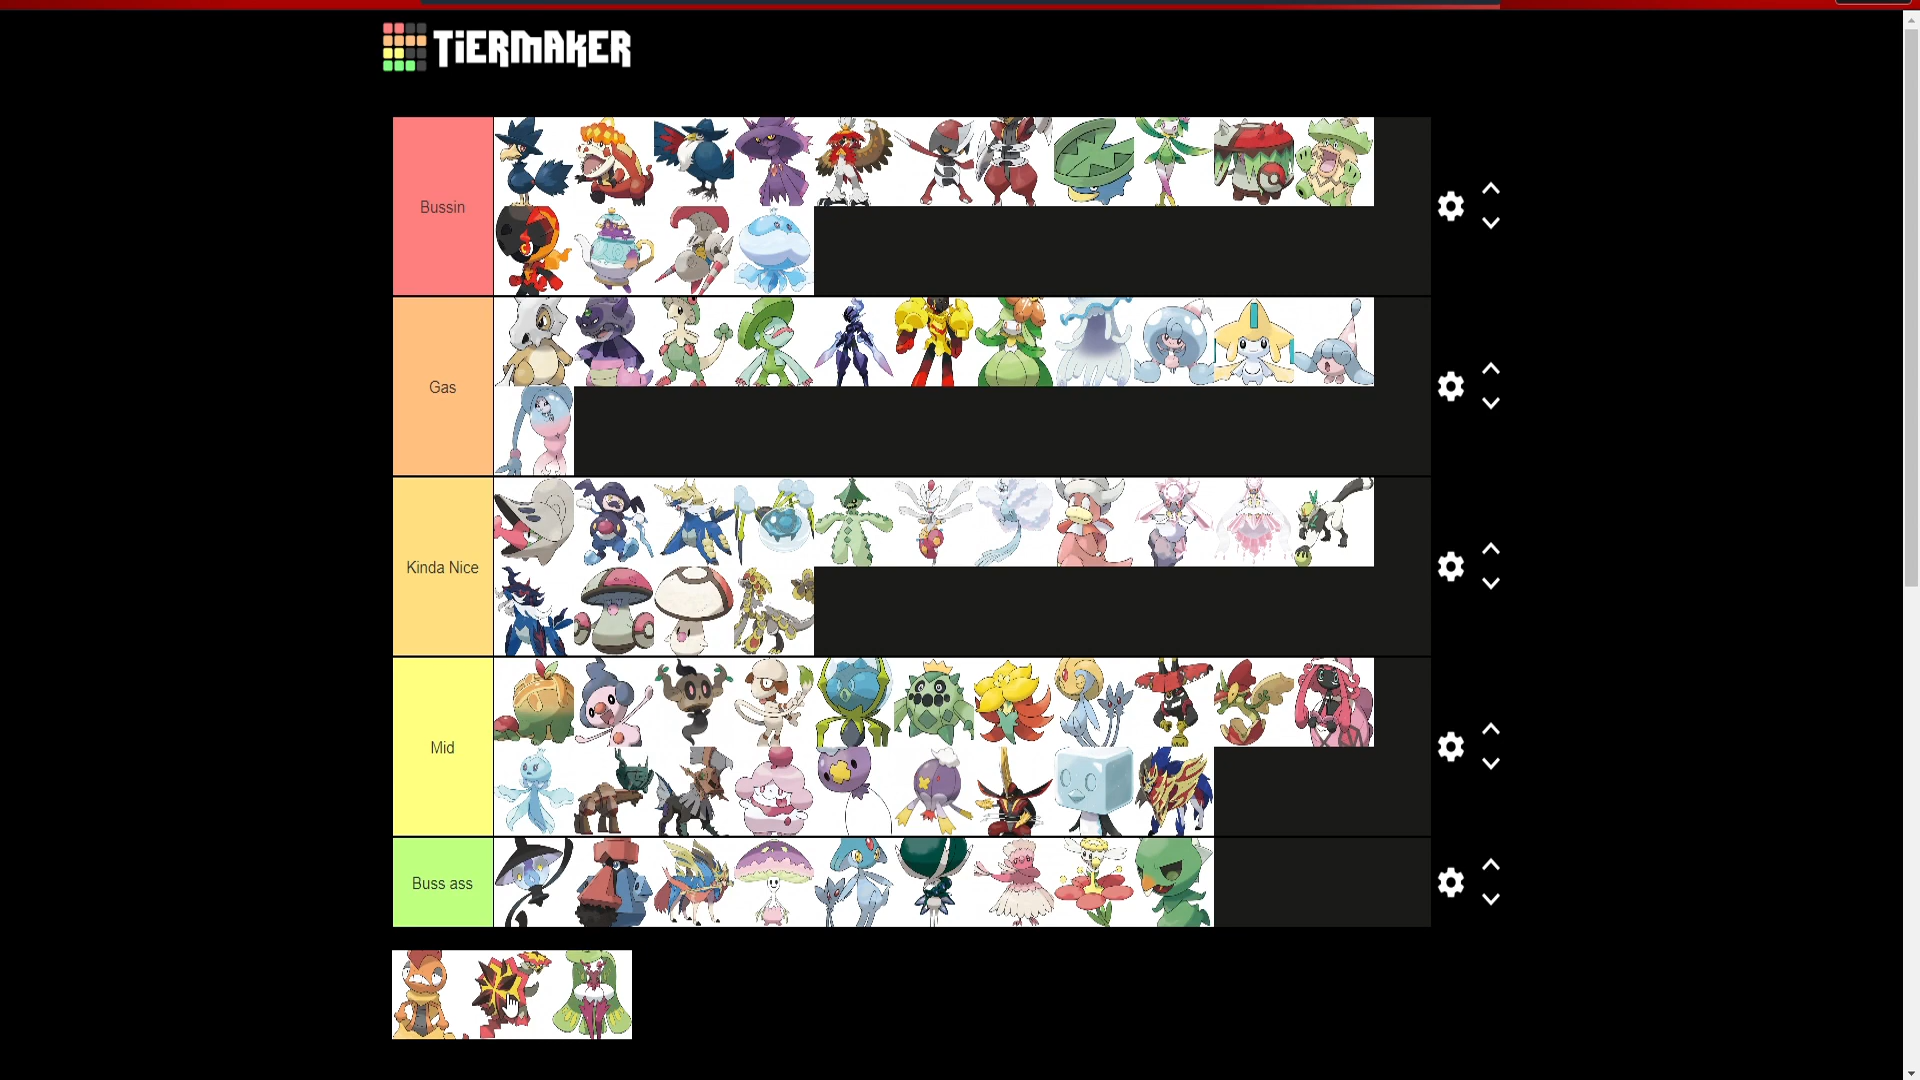 TiERMAKER
Bussin
Gas
Kinda Nice
Mid
Buss ass